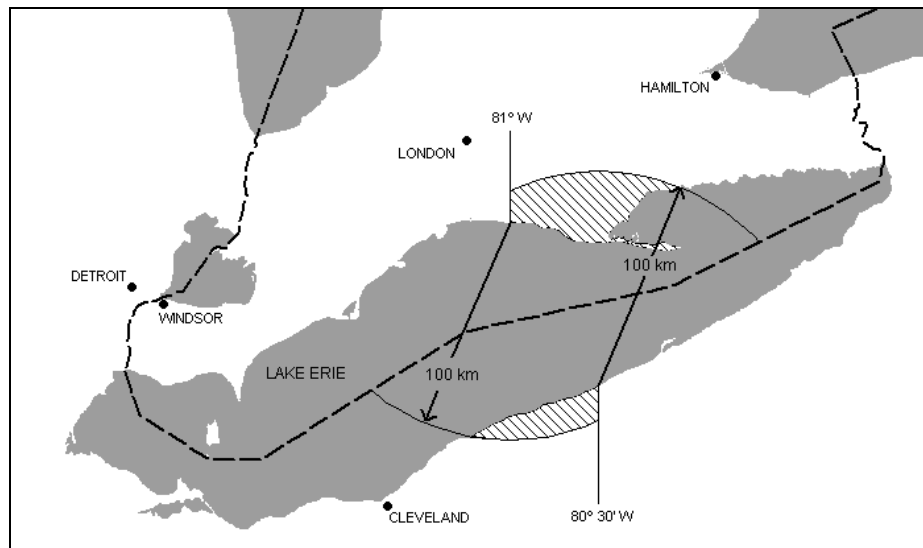 HAMILTON
81° W
LONDON
100 km
DETROIT
WINDSOR
LAKE ERIE
100 km
CLEVELAND
80° 30' W